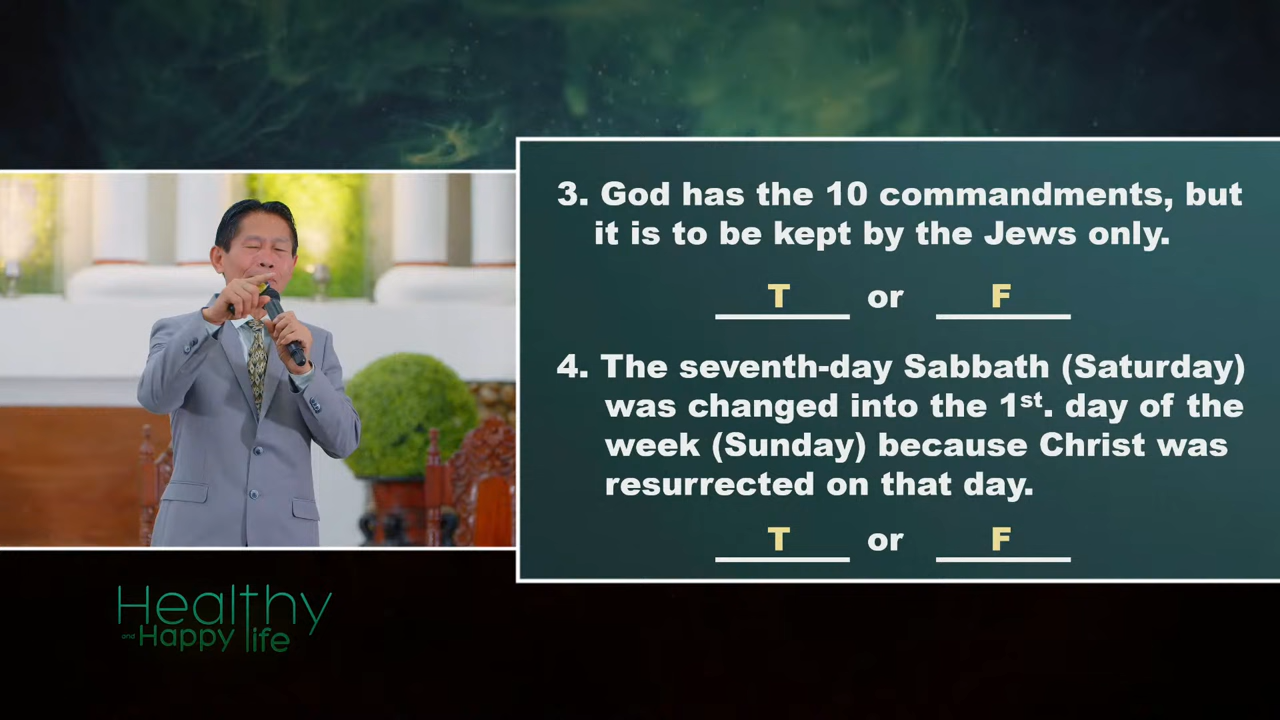 3. God has the 10 commandments, but
it is to be kept by the Jews only.
T or F
4. The seventh-day Sabbath (Saturday)
was changed into the 1st. day of the
week (Sunday) because Christ was
resurrected on that day.
T or F
Healthy
and Happy life